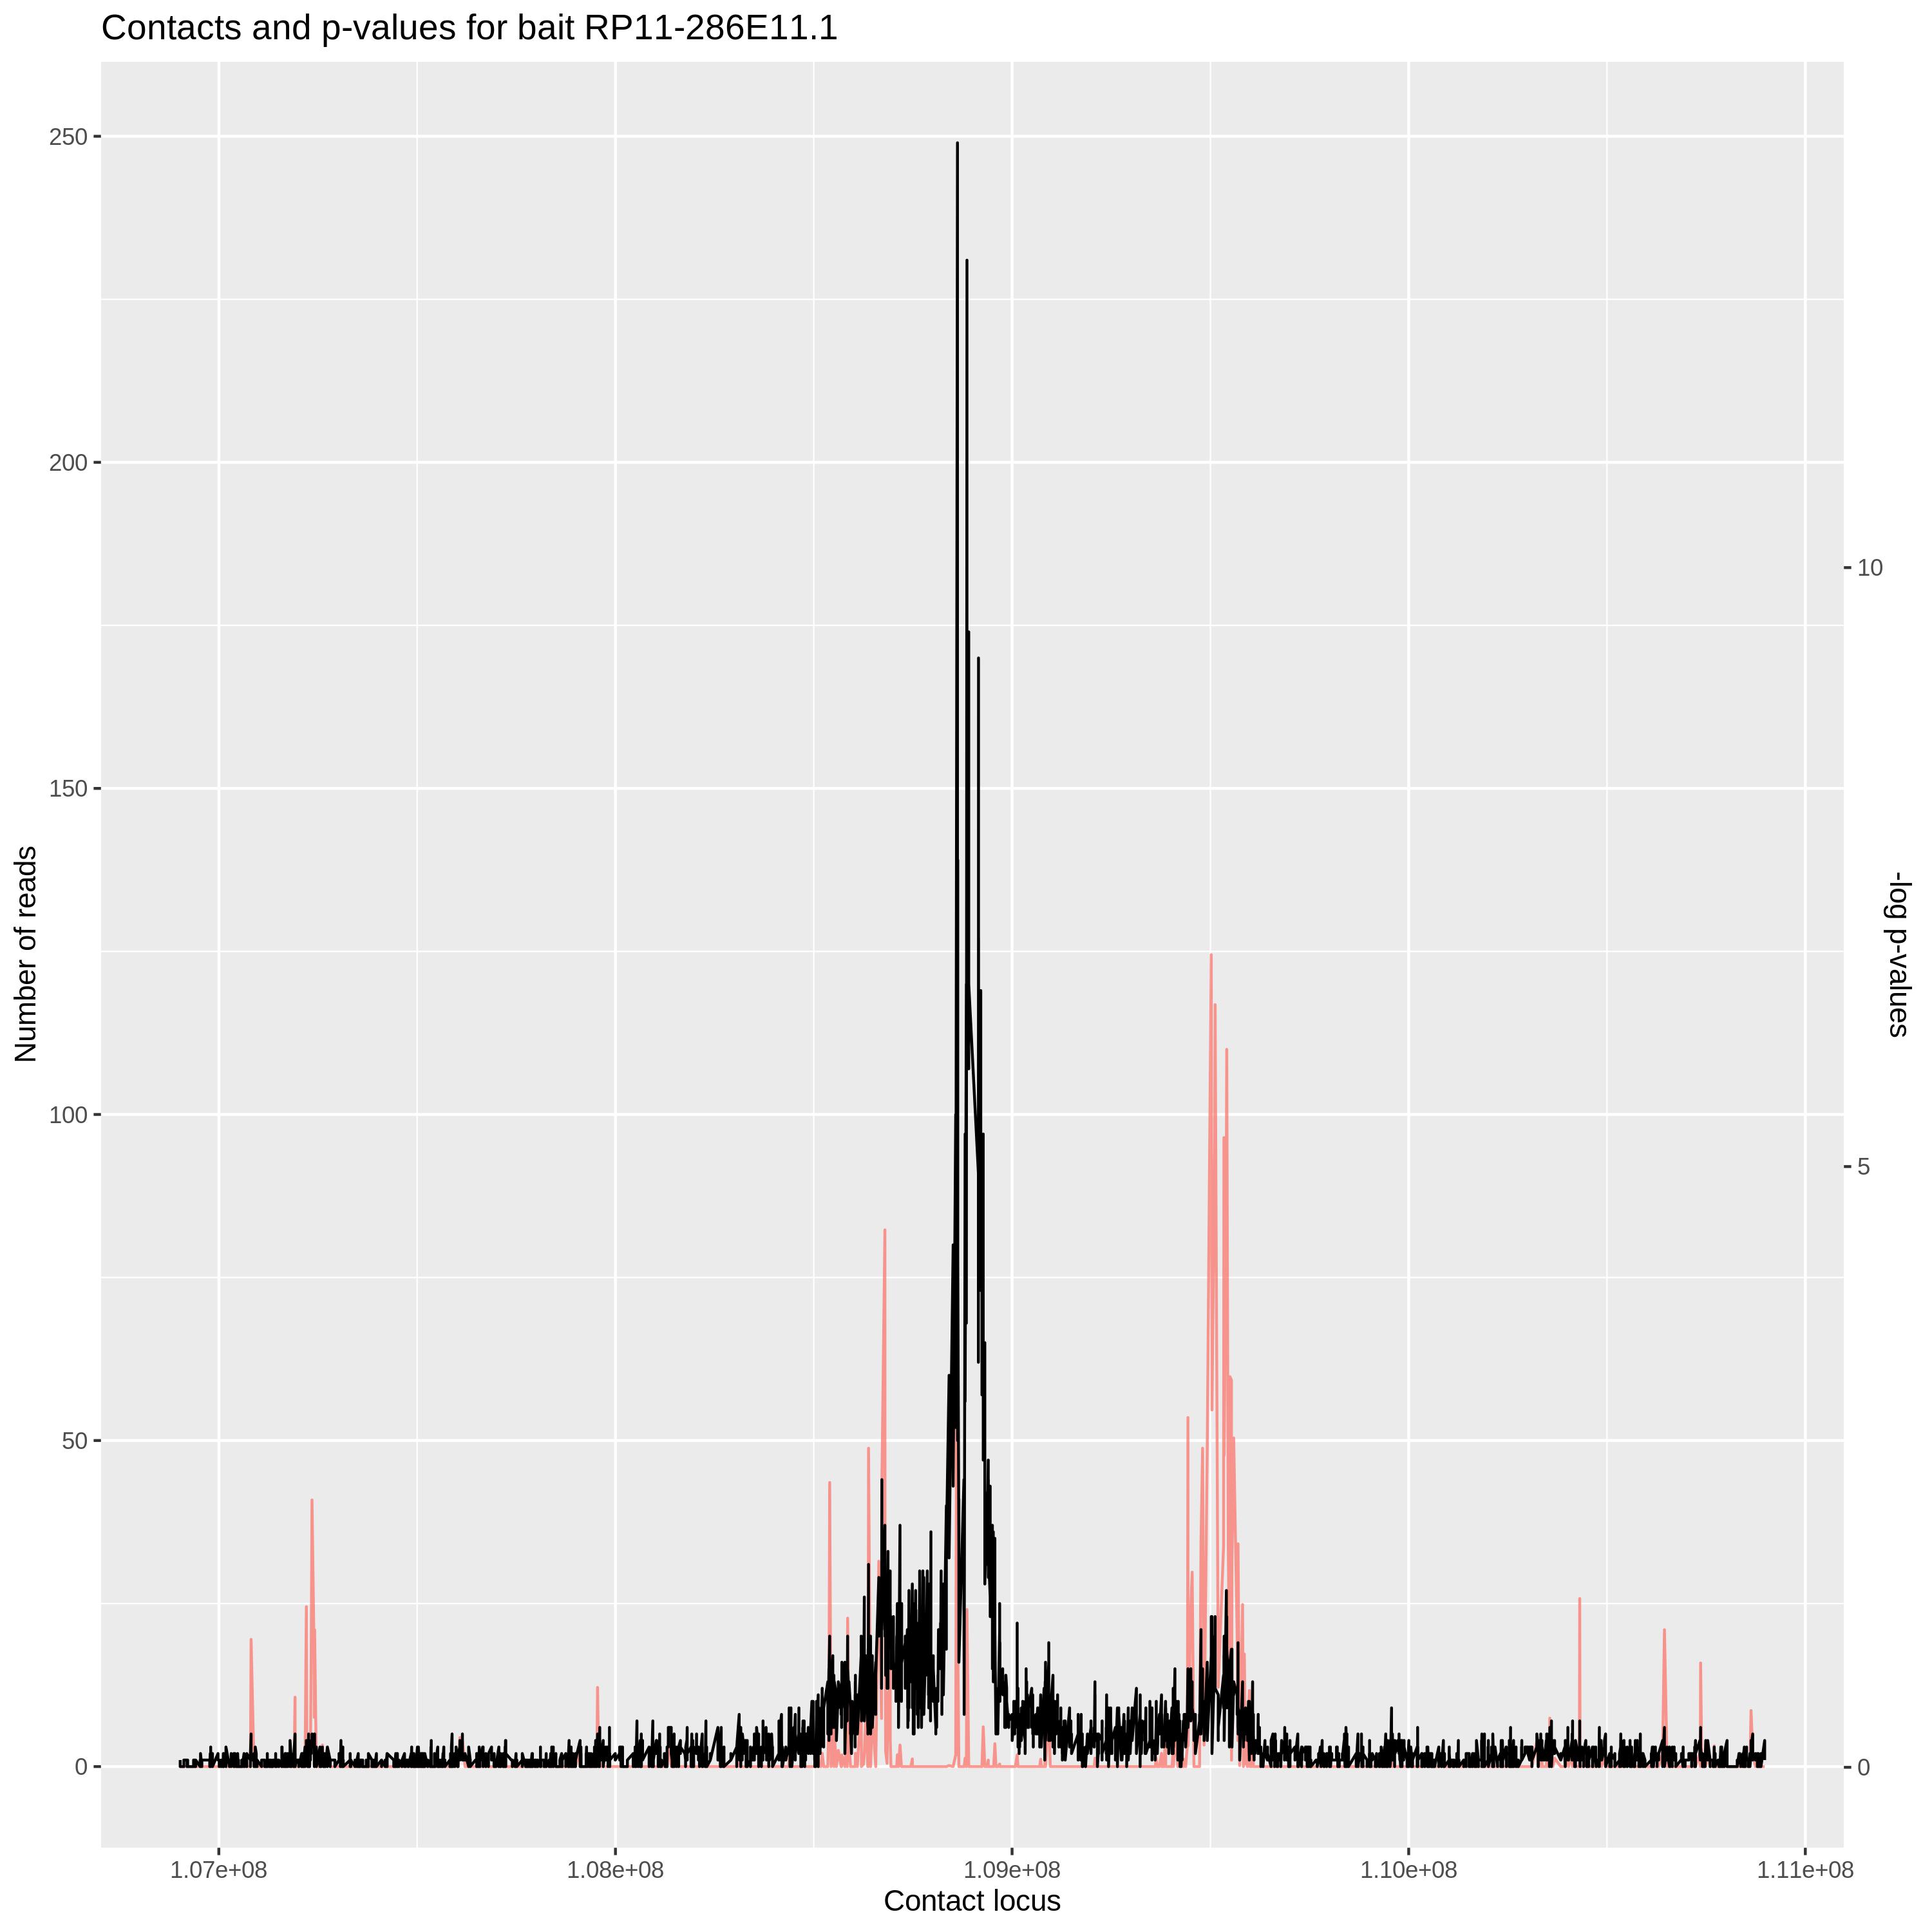 Contacts and p-values for bait RP11-286E11.1
250
200
150
100
50
0
Number of reads
10
5
0
-log p-values
1.07e+08
1.08e+08
1.09e+08
1.10e+08
1.11e+08
Contact locus